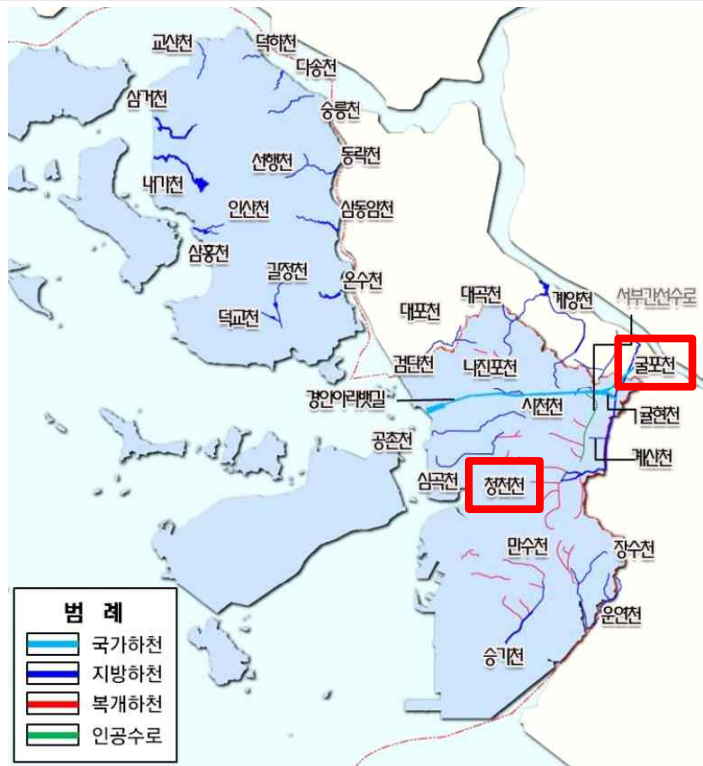 교산천
덕하천
다송천
삼거천
숭릉천
동락천
선행천
내가천
인산천
삼동암천
삼흥천
길정천
온수천
덕교천
대포천
대곡천
계양천
서부간선수로
검단천
나진포천
굴포천
경인아라뱃길
시천천
귤현천
공촌천
계산천
심곡천
청천천
만수천
장수천
운연천
승기천
범 례
국가하천
지방하천
복개하천
인공수로